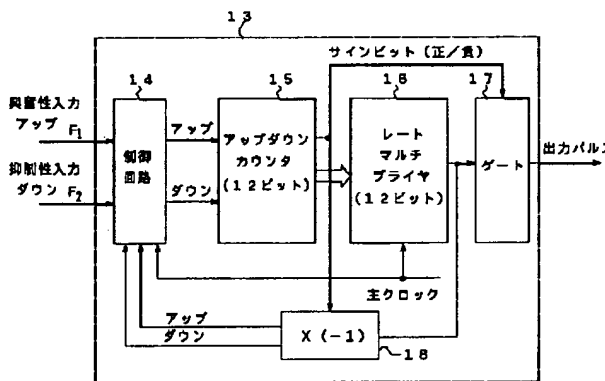 13
サインビット(正/負)
14
15
16
17
興奮性入力
アップ F1
抑制性入力
ダウン F2
制御
回路
アップ
ダウン
アップダウン
カウンタ
(12ビット)
レート
マルチ
プライヤ
(12ビット)
ゲート
出力パルス
主クロック
アップ
ダウン
X(-1)
18